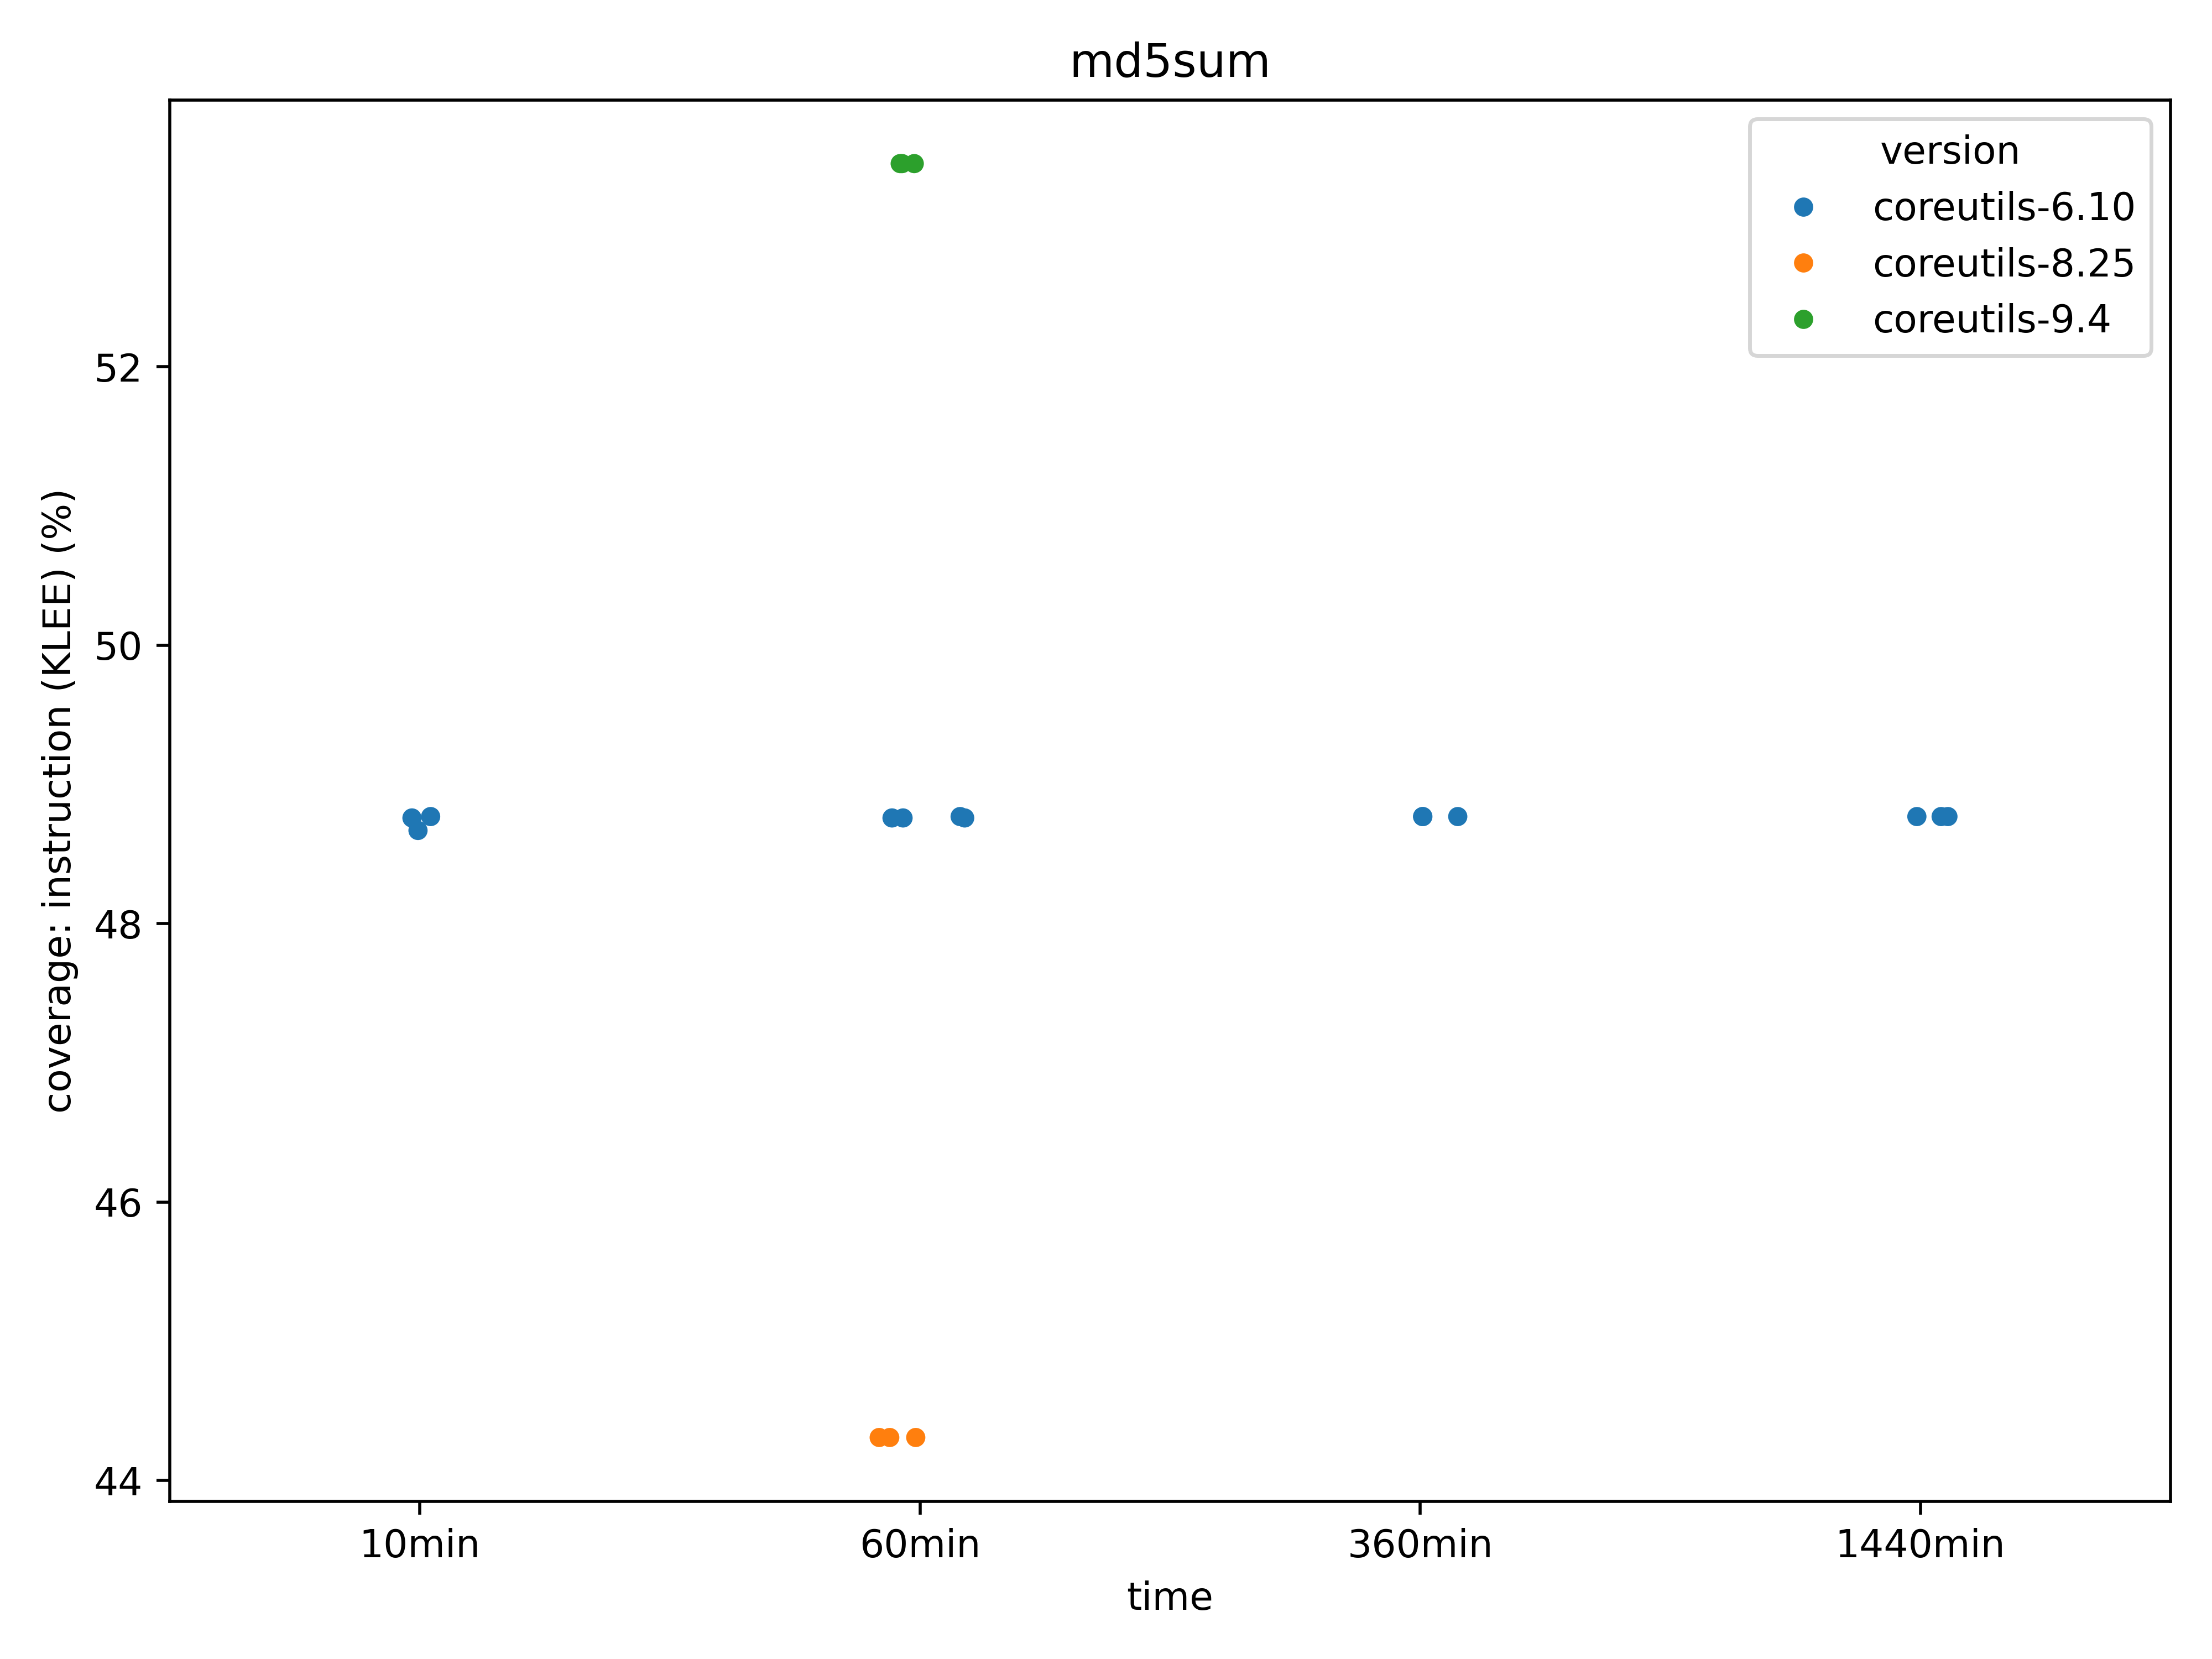 md5sum
version
coreutils-6.10
coreutils-8.25
coreutils-9.4
coverage: instruction (KLEE) (%)
52
50
48
46
44
10min
60min
360min
1440min
time